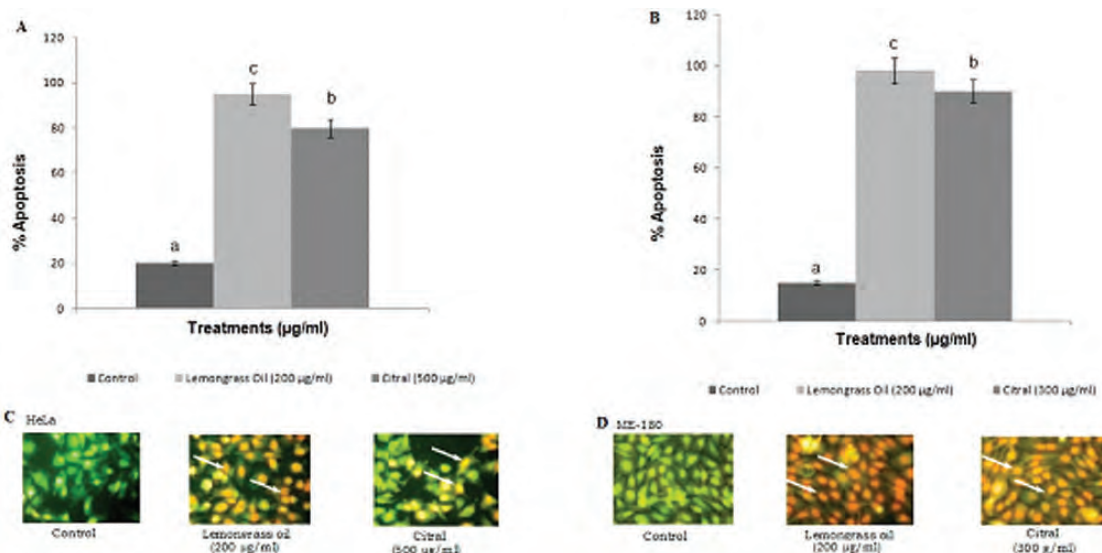 A
120
100
80
60
40
20
0
% Apoptosis
a
c
b
Treatments (µg/ml)
Control Lemongrass Oil (200 µg/ml) Citral (500 µg/ml)
B
120
100
80
60
40
20
0
% Apoptosis
a
c
b
Treatments (µg/ml)
Control Lemongrass Oil (200 µg/ml) Citral (300 µg/ml)
C HeLa
Control
Lemongrass oil
(200 µg/ml)
Citral
(500 µg/ml)
D ME-180
Control
Lemongrass oil
(200 µg/ml)
Citral
(300 g/ml)